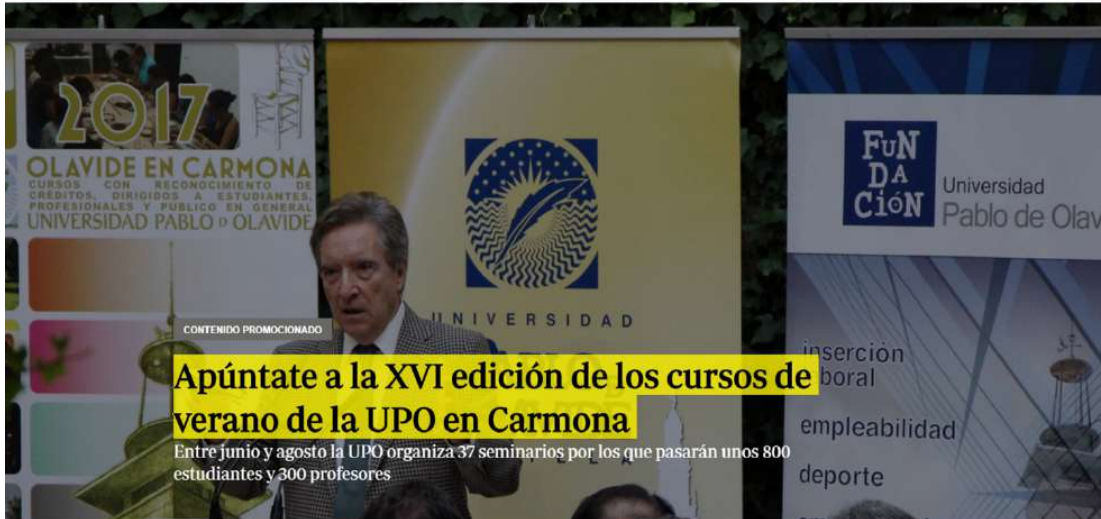 2017
OLAVIDE EN CARMONA
CURSOS CON RECONOCIMIENTO DE
CRÉDITOS, DIRIGIDOS A ESTUDIANTES,
PROFESIONALES Y PUBLICO EN GENERAL
UNIVERSIDAD PABLO D OLAVIDE
UNIVERSIDAD
FUN
DA
CIÓN
Universidad
Pablo de Olav
inserción
boral
empleabilidad
deporte
CONTENIDO PROMOCIONADO
Apúntate a la XVI edición de los cursos de
verano de la UPO en Carmona
Entre junio y agosto la UPO organiza 37 seminarios por los que pasarán unos 800
estudiantes y 300 profesores